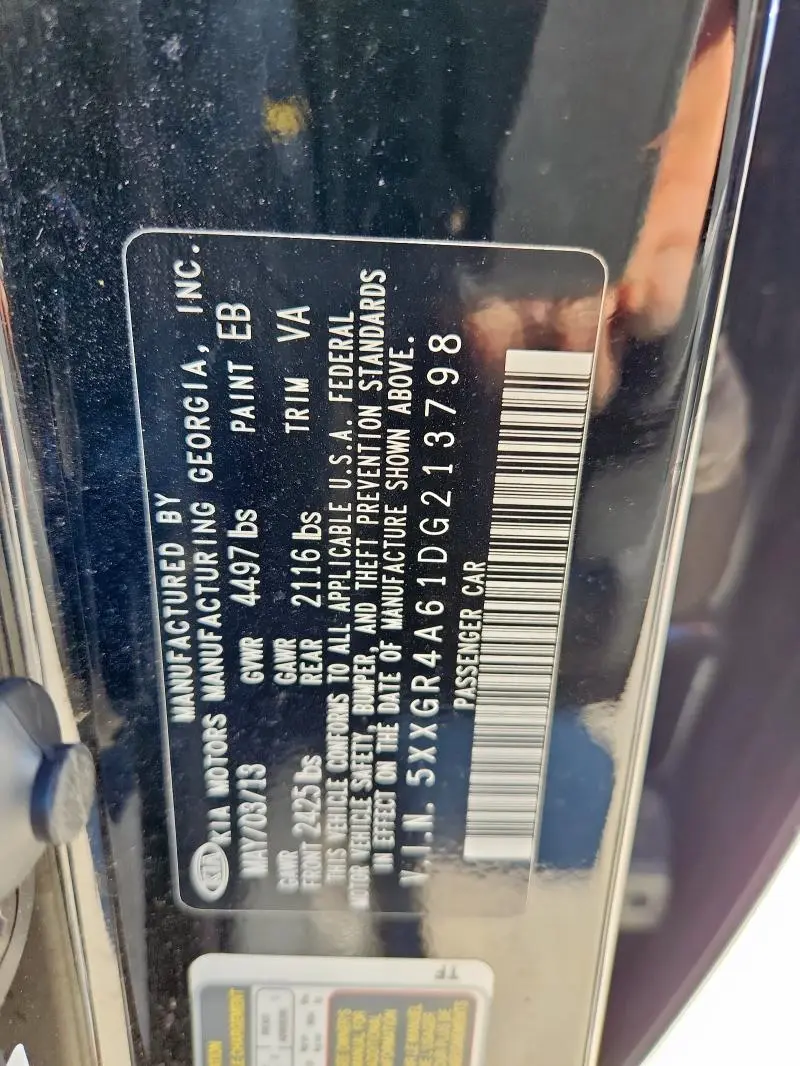 MANUFACTURED BY
KIA KIA MOTORS MANUFACTURING GEORGIA, INC.
MAY/03/13 GVWR 4497 lbs PAINT EB
GAWR GAWR
FRONT 2425 lbs REAR 2116 lbs TRIM VA
THIS VEHICLE CONFORMS TO ALL APPLICABLE U.S.A. FEDERAL
MOTOR VEHICLE SAFETY, BUMPER, AND THEFT PREVENTION STANDARDS
IN EFFECT ON THE DATE OF MANUFACTURE SHOWN ABOVE.
V.I.N. 5XXGR4A61DG213798
PASSENGER CAR
TF